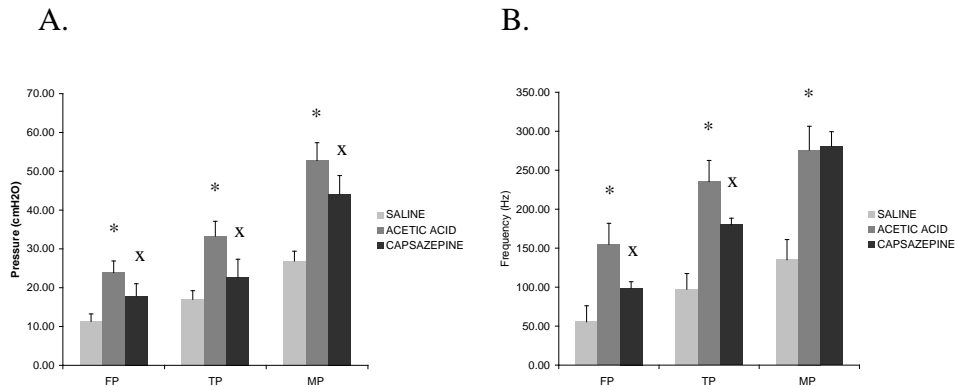 A.
70.00
60.00
50.00
40.00
30.00
20.00
10.00
0.00
Pressure (cmH2O)
*
x
*
x
*
x
FP
TP
MP
SALINE
ACETIC ACID
CAPSAZEPINE
B.
350.00
300.00
250.00
200.00
150.00
100.00
50.00
0.00
Frequency (Hz)
*
x
*
x
*
FP
TP
MP
SALINE
ACETIC ACID
CAPSAZEPINE